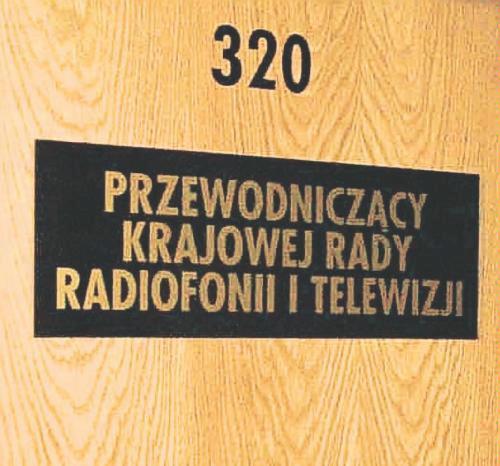 320
PRZEWODNICZĄCY
KRAJOWEJ RADY
RADIOFONII I TELEWIZJI